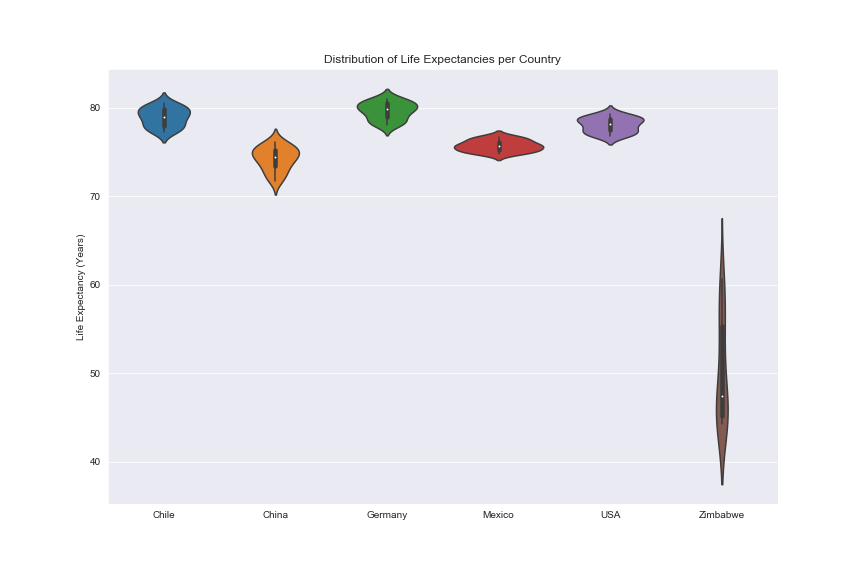 Distribution of Life Expectancies per Country
Life Expectancy (Years)
80
70
60
50
40
Chile China Germany Mexico USA Zimbabwe